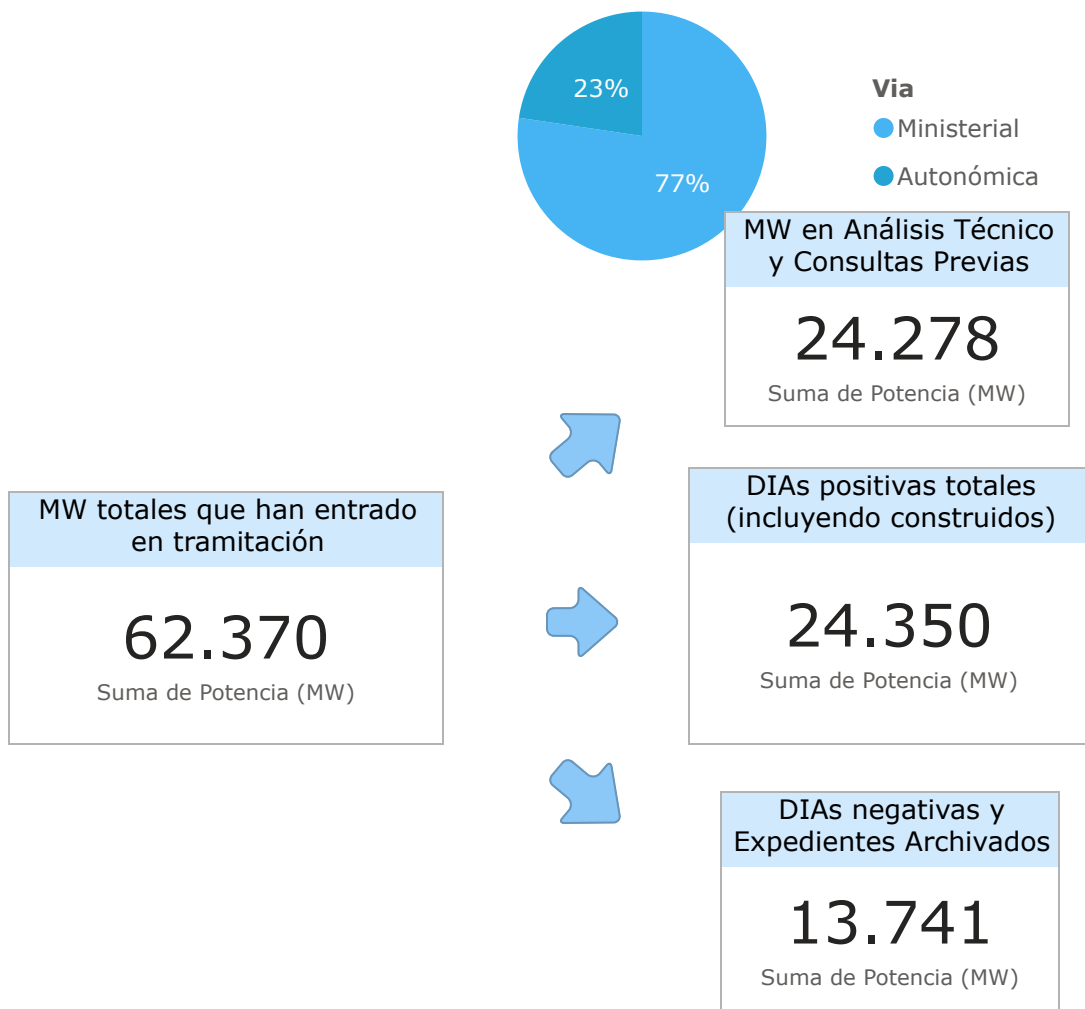 23%
77%
Via
Ministerial
Autonómica
MW en Análisis Técnico
y Consultas Previas
24.278
Suma de Potencia (MW)
MW totales que han entrado
en tramitación
62.370
Suma de Potencia (MW)
DIAs positivas totales
(incluyendo construidos)
24.350
Suma de Potencia (MW)
DIAs negativas y
Expedientes Archivados
13.741
Suma de Potencia (MW)